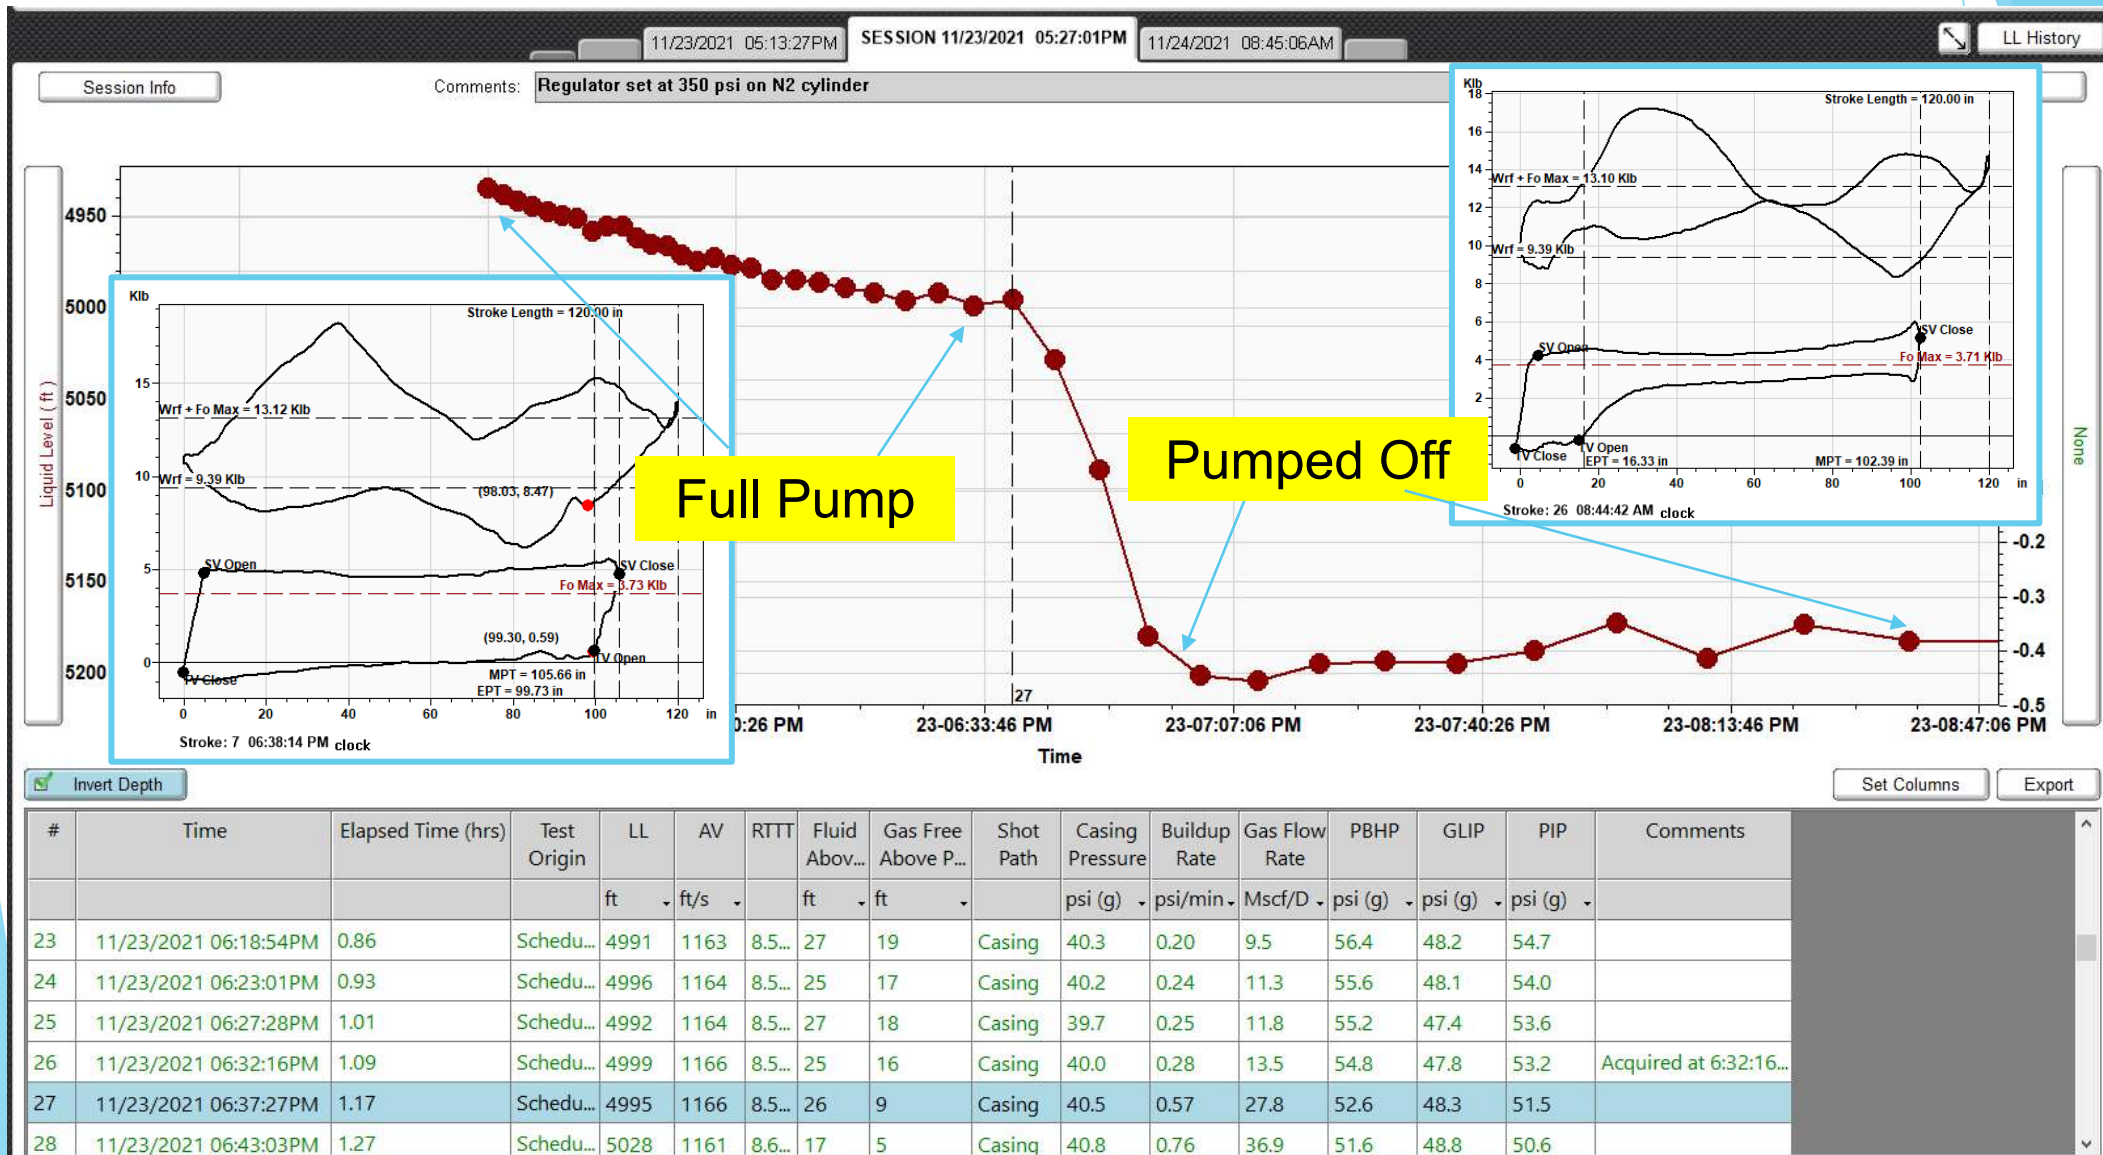 11/23/2021 05:13:27PM
SESSION 11/23/2021 05:27:01PM
11/24/2021 08:45:06AM
LL History
Session Info
Comments:
Regulator set at 350 psi on N2 cylinder
Liquid Level ( ft )
4950
5000
5050
5100
5150
5200
Klb
Stroke Length = 120.00 in
15
10
5
0
Wrf + Fo Max = 13.12 Klb
Wrf = 9.39 Klb
(98.03, 8.47)
SV Open
SV Close
Fo Max = 3.73 Klb
(99.30, 0.59)
TV Open
TV Close
MPT = 105.66 in
EPT = 99.73 in
0 20 40 60 80 100 120 in
Stroke: 7 06:38:14 PM clock
Full Pump
Pumped Off
Klb
18
16
14
12
10
8
6
4
2
Stroke Length = 120.00 in
Wrf + Fo Max = 13.10 Klb
Wrf = 9.39 Klb
SV Open
SV Close
Fo Max = 3.71 Klb
TV Close
TV Open
EPT = 16.33 in
MPT = 102.39 in
0 20 40 60 80 100 120 in
Stroke: 26 08:44:42 AM clock
None
-0.2
-0.3
-0.4
-0.5
27
0:26 PM 23-06:33:46 PM 23-07:07:06 PM 23-07:40:26 PM 23-08:13:46 PM 23-08:47:06 PM
Time
Invert Depth
Set Columns
Export
# Time Elapsed Time (hrs) Test Origin LL AV RTTT Fluid Abov... Gas Free Above P... Shot Path Casing Pressure Buildup Rate Gas Flow Rate PBHP GLIP PIP Comments
ft ft/s ft ft psi (g) psi/min Mscf/D psi (g) psi (g) psi (g)
23 11/23/2021 06:18:54PM 0.86 Schedu... 4991 1163 8.5... 27 19 Casing 40.3 0.20 9.5 56.4 48.2 54.7
24 11/23/2021 06:23:01PM 0.93 Schedu... 4996 1164 8.5... 25 17 Casing 40.2 0.24 11.3 55.6 48.1 54.0
25 11/23/2021 06:27:28PM 1.01 Schedu... 4992 1164 8.5... 27 18 Casing 39.7 0.25 11.8 55.2 47.4 53.6
26 11/23/2021 06:32:16PM 1.09 Schedu... 4999 1166 8.5... 25 16 Casing 40.0 0.28 13.5 54.8 47.8 53.2 Acquired at 6:32:16...
27 11/23/2021 06:37:27PM 1.17 Schedu... 4995 1166 8.5... 26 9 Casing 40.5 0.57 27.8 52.6 48.3 51.5
28 11/23/2021 06:43:03PM 1.27 Schedu... 5028 1161 8.6... 17 5 Casing 40.8 0.76 36.9 51.6 48.8 50.6